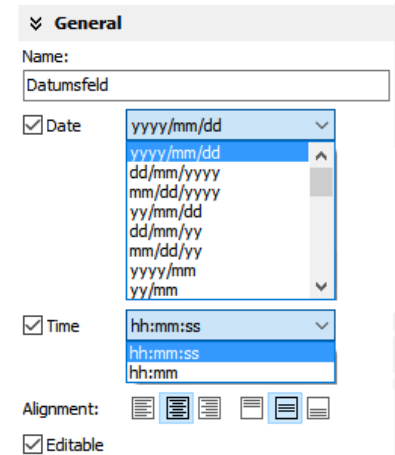 General
Name:
Datumsfeld
Date yyyy/mm/dd
yyyy/mm/dd
dd/mm/yyyy
mm/dd/yyyy
yy/mm/dd
dd/mm/yy
mm/dd/yy
yyyy/mm
yy/mm
Time hh:mm:ss
hh:mm:ss
hh:mm
Alignment:
Editable